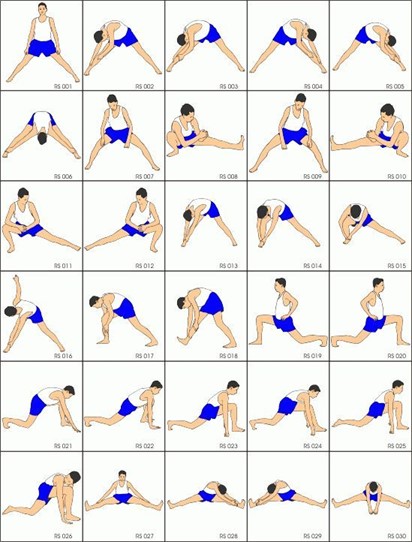 RS 001
RS 002
RS 003
RS 004
RS 005
RS 006
RS 007
RS 008
RS 009
RS 010
RS 011
RS 012
RS 013
RS 014
RS 015
RS 016
RS 017
RS 018
RS 019
RS 020
RS 021
RS 022
RS 023
RS 024
RS 025
RS 026
RS 027
RS 028
RS 029
RS 030